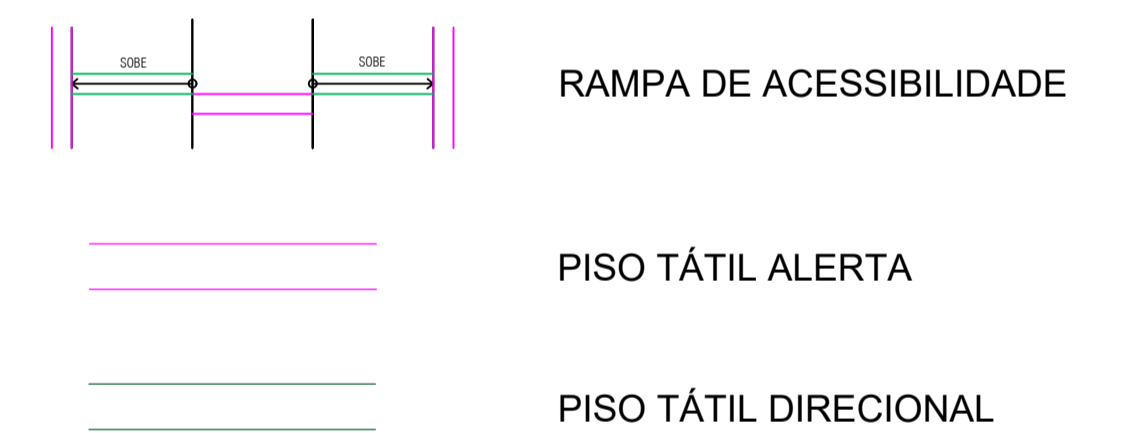 SOBE
SOBE
RAMPA DE ACESSIBILIDADE
PISO TÁTIL ALERTA
PISO TÁTIL DIRECIONAL